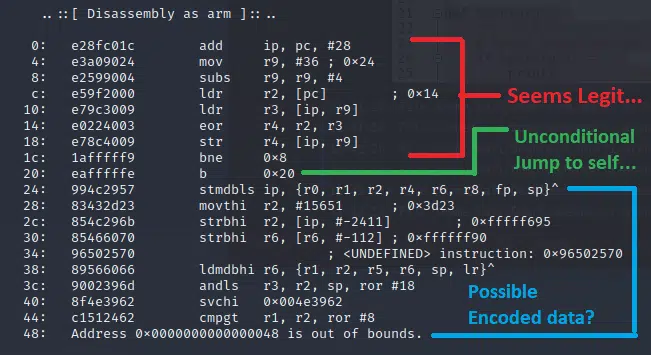 ..::[ Disassembly as arm ]::..
0: e28fc01c add ip, pc, #28
4: e3a09024 mov r9, #36 ; 0×24
8: e2599004 subs r9, r9, #4
c: e59f2000 ldr r2, [pc] ; 0×14
10: e79c3009 ldr r3, [ip, r9]
14: e0224003 eor r4, r2, r3
18: e78c4009 str r4, [ip, r9]
1c: 1afffff9 bne 0×8
20: eafffffe b 0×20
24: 994c2957 stmdbls ip, {r0, r1, r2, r4, r6, r8, fp, sp}^
28: 83432d23 movthi r2, #15651 ; 0×3d23
2c: 854c296b strbhi r2, [ip, #-2411] ; 0×fffff695
30: 85466070 strbhi r6, [r6, #-112] ; 0×ffffff90
34: 96502570 ; <UNDEFINED> instruction: 0×96502570
38: 89566066 ldmdbhi r6, {r1, r2, r5, r6, sp, lr}^
3c: 9002396d andls r3, r2, sp, ror #18
40: 8f4e3962 svchi 0×004e3962
44: c1512462 cmpgt r1, r2, ror #8
48: Address 0×0000000000000048 is out of bounds.
Seems Legit...
Unconditional
Jump to self...
Possible
Encoded data?